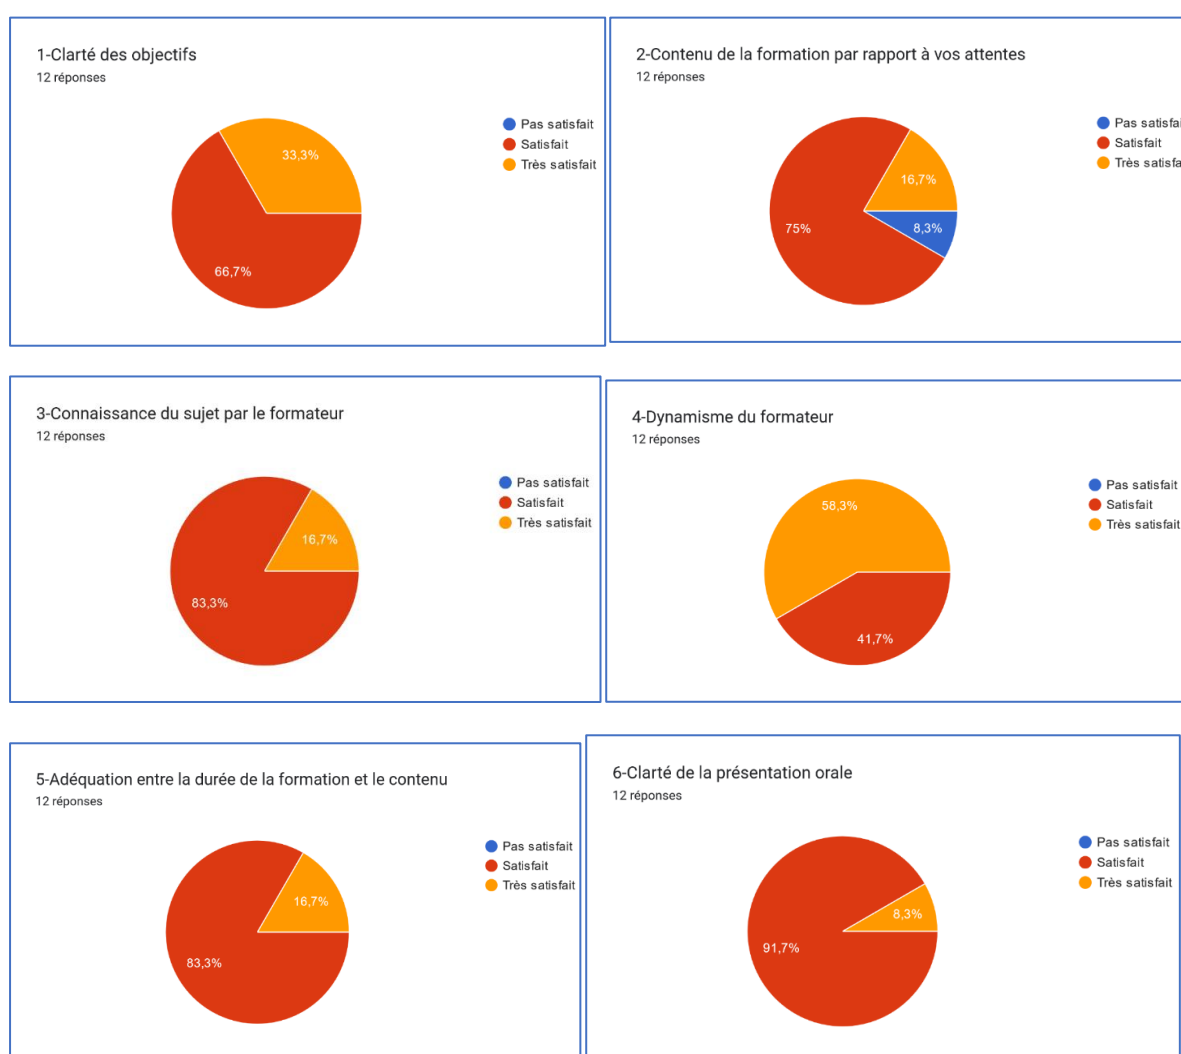 1-Clarté des objectifs
12 réponses
33,3%
66,7%
Pas satisfait
Satisfait
Très satisfait
2-Contenu de la formation par rapport à vos attentes
12 réponses
16,7%
8,3%
75%
Pas satisfai
Satisfait
Très satisfa
3-Connaissance du sujet par le formateur
12 réponses
16,7%
83,3%
Pas satisfait
Satisfait
Très satisfait
4-Dynamisme du formateur
12 réponses
58,3%
41,7%
Pas satisfait
Satisfait
Très satisfait
5-Adéquation entre la durée de la formation et le contenu
12 réponses
16,7%
83,3%
Pas satisfait
Satisfait
Très satisfait
6-Clarté de la présentation orale
12 réponses
8,3%
91,7%
Pas satisfait
Satisfait
Très satisfait